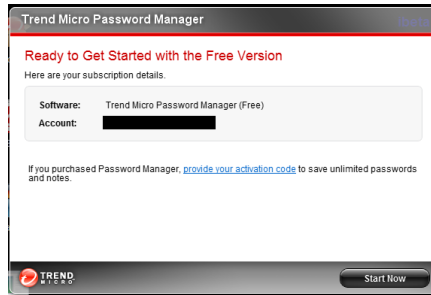 Trend Micro Password Manager
Ready to Get Started with the Free Version
Here are your subscription details.
Software: Trend Micro Password Manager (Free)
Account:
If you purchased Password Manager, provide your activation code to save unlimited passwords
and notes.
TREND
MICRO
Start Now